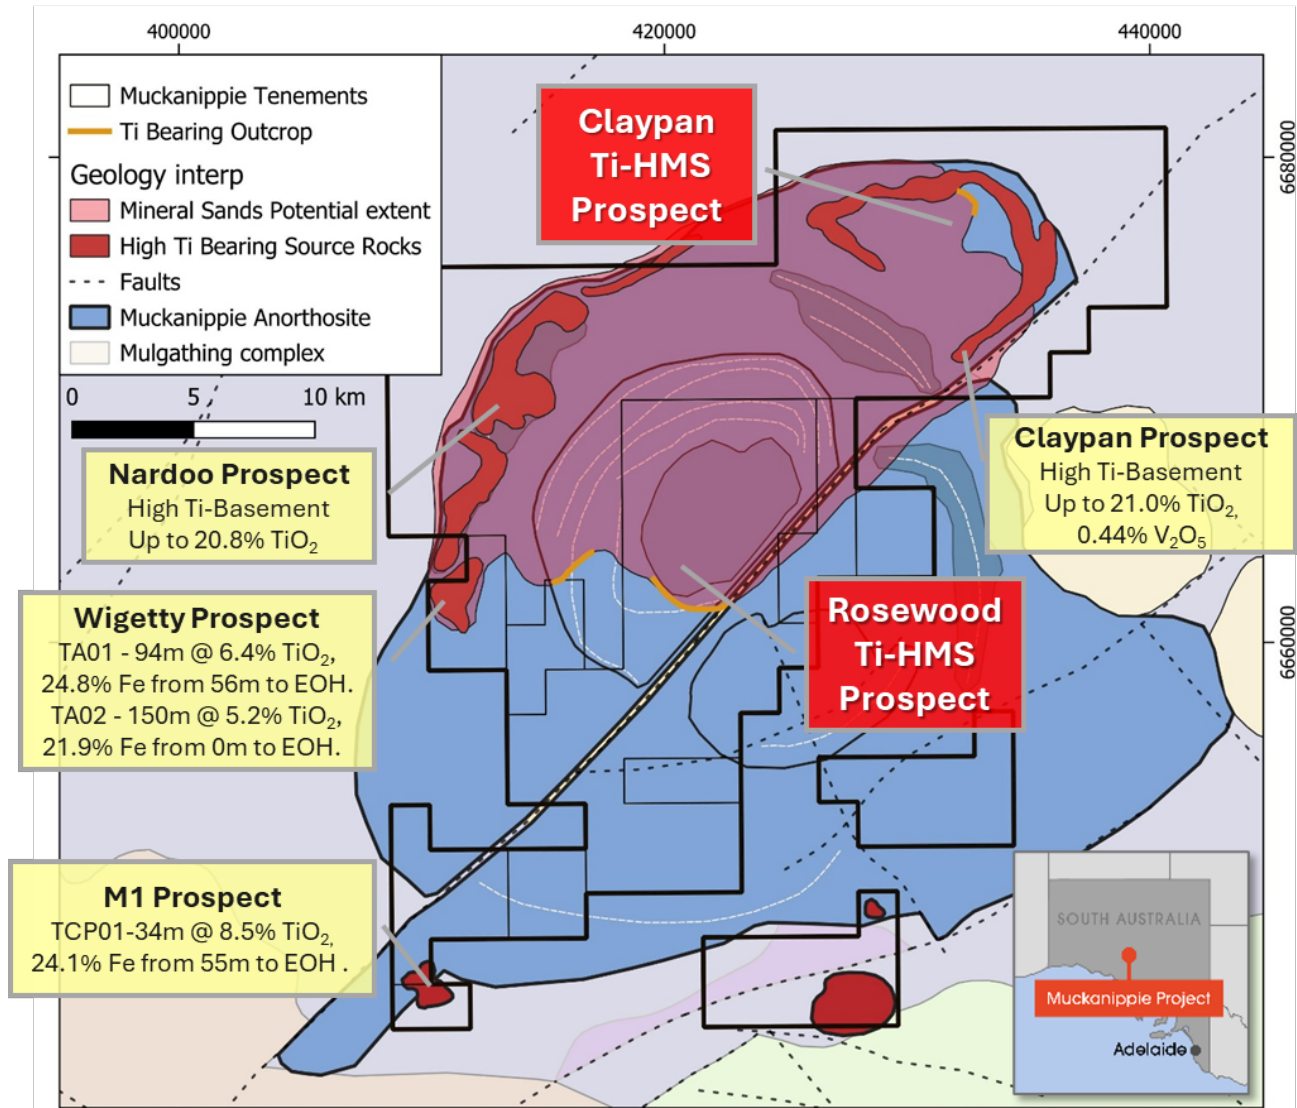 400000
420000
440000
Muckanippie Tenements
Ti Bearing Outcrop
Geology interp
Mineral Sands Potential extent
High Ti Bearing Source Rocks
Faults
Muckanippie Anorthosite
Mulgathing complex
0 5 10 km
Claypan
Ti-HMS
Prospect
6680000
Nardoo Prospect
High Ti-Basement
Up to 20.8% TiO₂
Claypan Prospect
High Ti-Basement
Up to 21.0% TiO₂,
0.44% V₂O₅
Wigetty Prospect
TA01 - 94m @ 6.4% TiO₂,
24.8% Fe from 56m to EOH.
TA02 - 150m @ 5.2% TiO₂,
21.9% Fe from 0m to EOH.
Rosewood
Ti-HMS
Prospect
6660000
M1 Prospect
TCP01-34m @ 8.5% TiO₂,
24.1% Fe from 55m to EOH .
SOUTH AUSTRALIA
Muckanippie Project
Adelaide